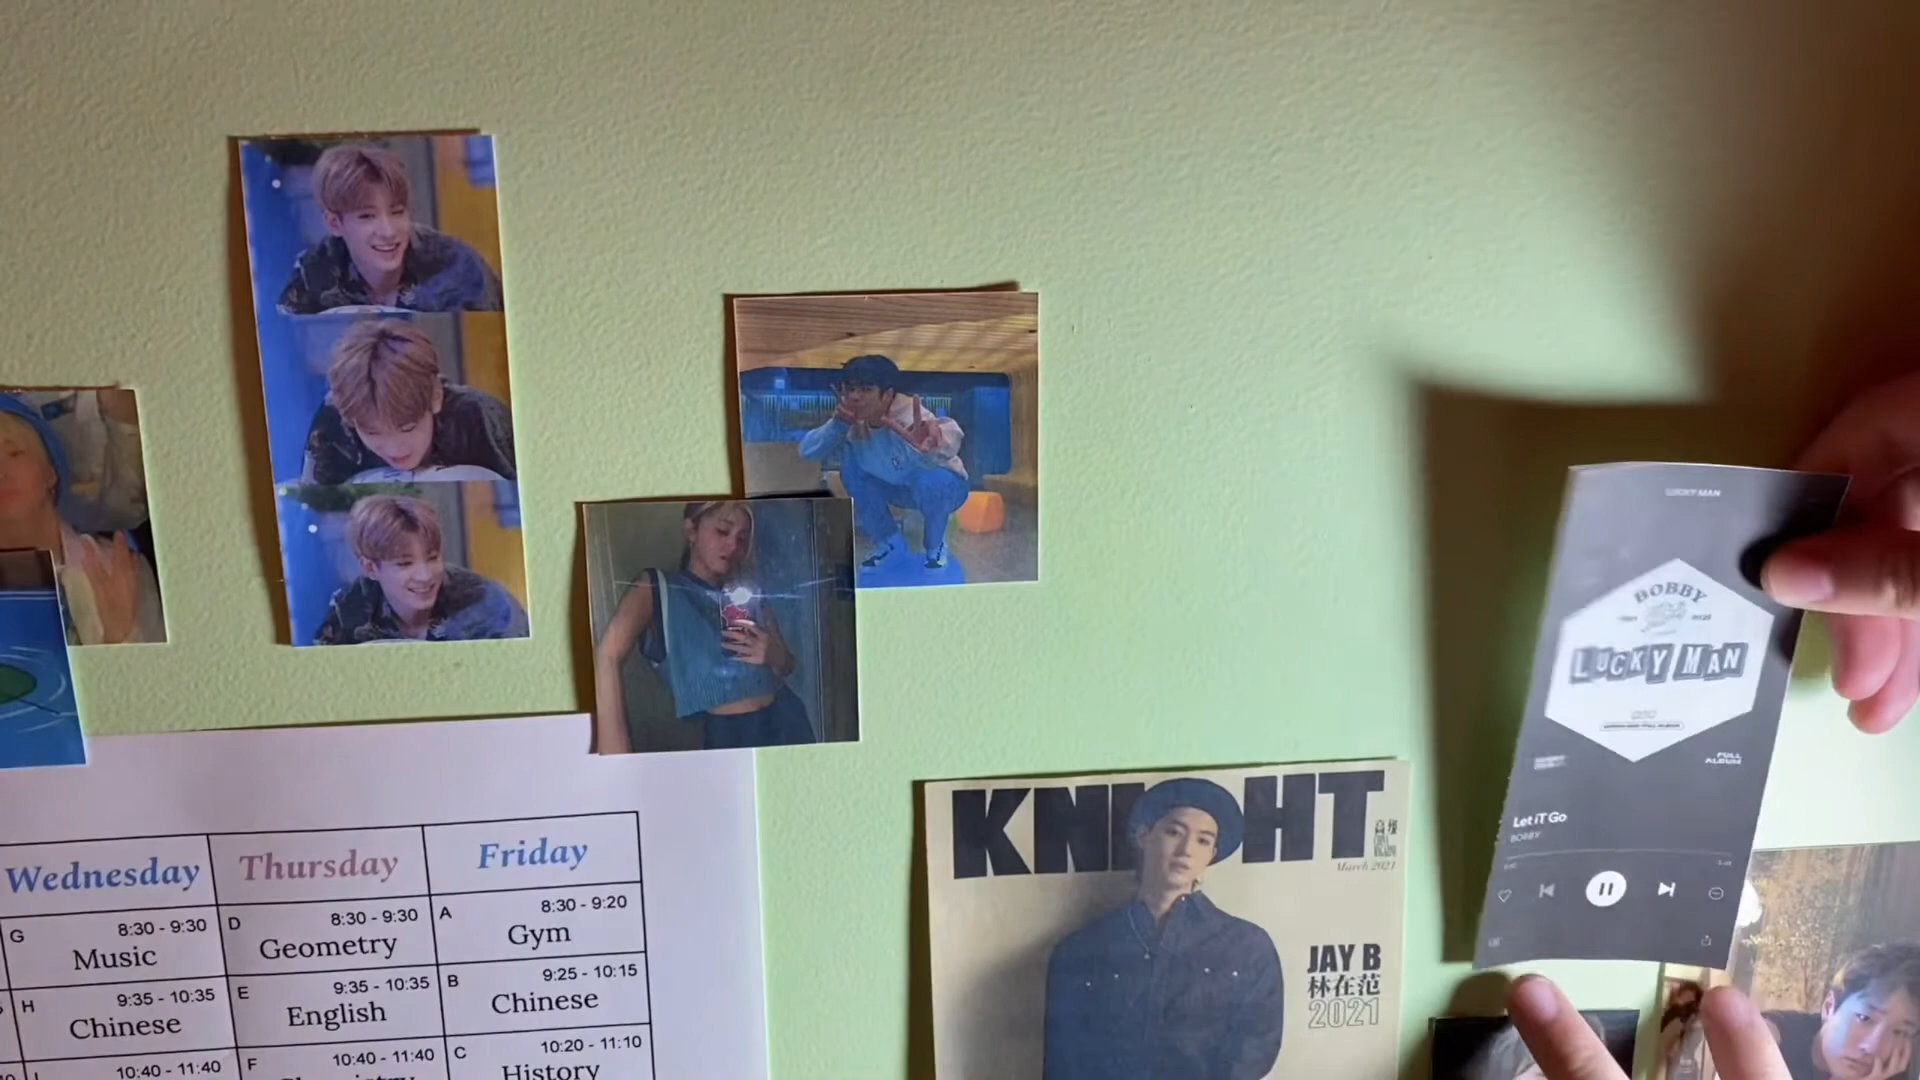 LUCKY MAN
BOBBY
LUCKY MAN
FULL
ALBUM
Let iT Go
BOBBY
KNIGHT
March 2021
JAY B
林在范
2021
Wednesday Thursday Friday
G 8:30 - 9:30 D 8:30 - 9:30 A 8:30 - 9:20
Music Geometry Gym
H 9:35 - 10:35 E 9:35 - 10:35 B 9:25 - 10:15
Chinese English Chinese
10:40 - 11:40 F 10:40 - 11:40 C 10:20 - 11:10
History